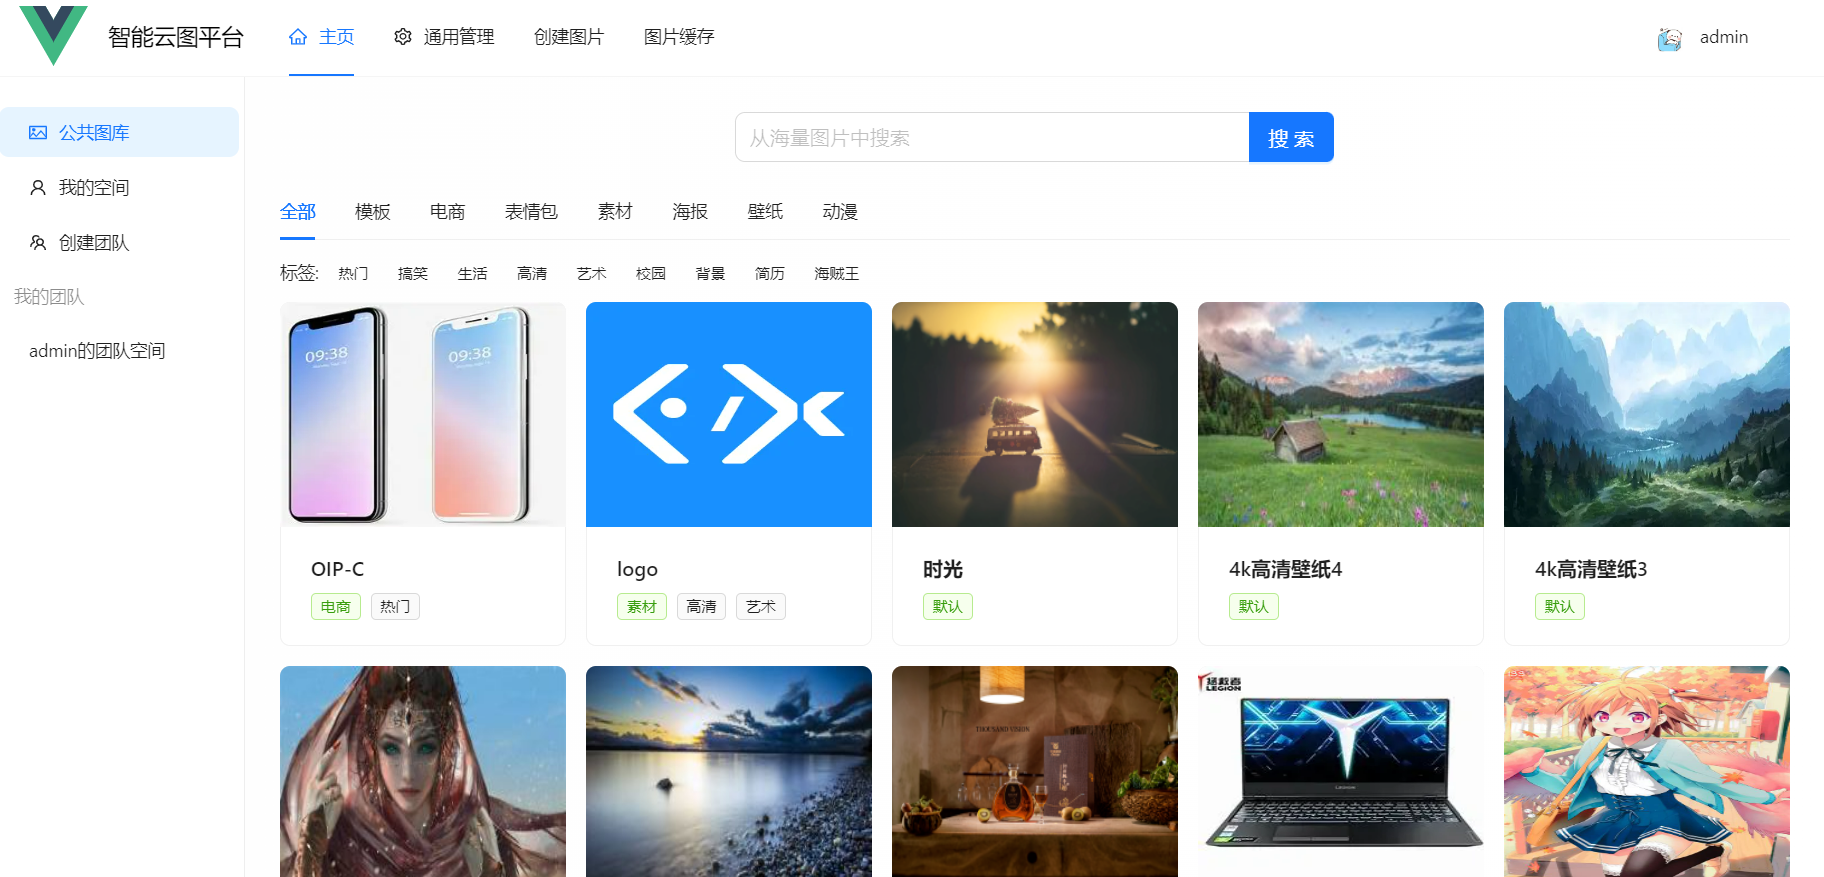 智能云图平台 主页 通用管理 创建图片 图片缓存 admin
公共图库
我的空间
创建团队
我的团队
admin的团队空间
从海量图片中搜索 搜 索
全部 模板 电商 表情包 素材 海报 壁纸 动漫
标签: 热门 搞笑 生活 高清 艺术 校园 背景 简历 海贼王
09:38 09:38
OIP-C
电商 热门
logo
素材 高清 艺术
时光
默认
4k高清壁纸4
默认
4k高清壁纸3
默认
THOUSAND VISION
拯救者
LEGION
LEGION